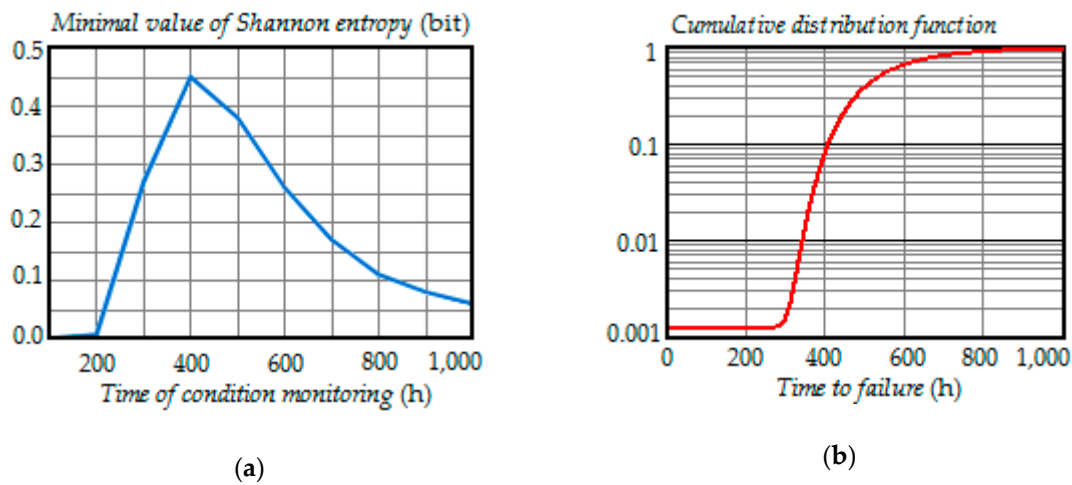 Minimal value of Shannon entropy (bit)
0.5
0.4
0.3
0.2
0.1
0.0
200 400 600 800 1,000
Time of condition monitoring (h)
(a)
Cumulative distribution function
1
0.1
0.01
0.001
0 200 400 600 800 1,000
Time to failure (h)
(b)